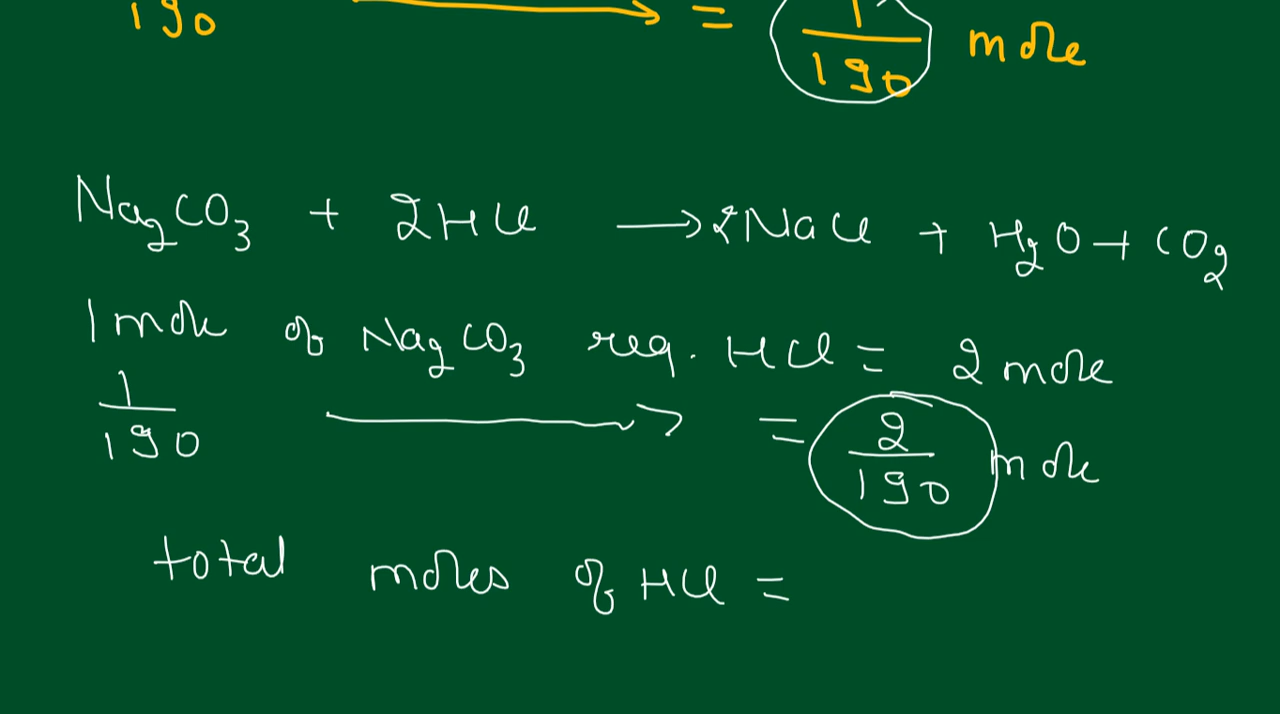 190 ⟶ = 1/190 mole
Na₂CO₃ + 2HCl ⟶ 2NaCl + H₂O + CO₂
1 mole of Na₂CO₃ req. HCl = 2 mole
1/190 ⟶ = 2/190 mole
total moles of HCl =